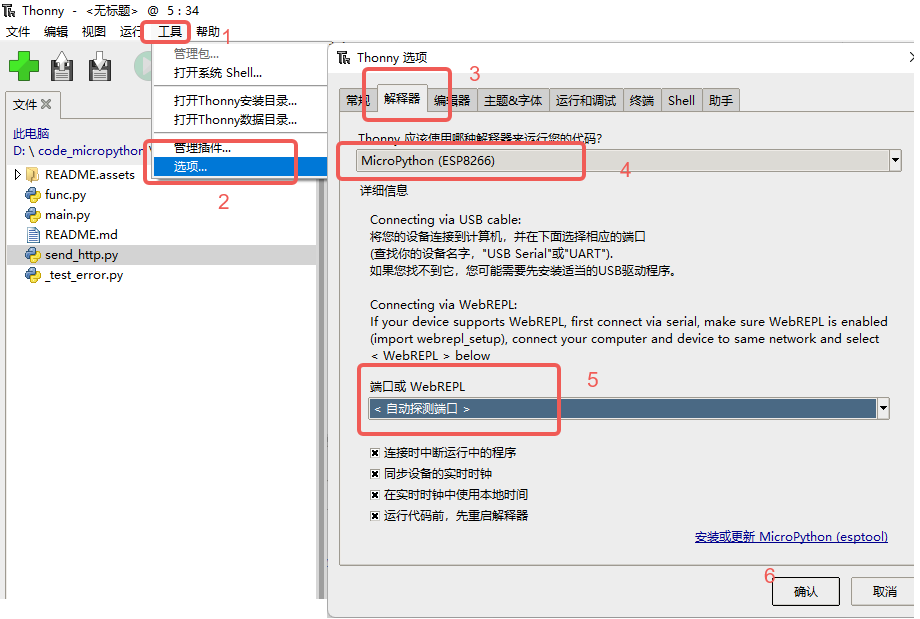 Thonny - <无标题> @ 5 : 34
文件 编辑 视图 运行 工具 帮助
1
管理包...
打开系统 Shell...
打开Thonny安装目录...
打开Thonny数据目录...
管理插件...
选项...
2
文件
此电脑
D: \ code_micropython
README.assets
func.py
main.py
README.md
send_http.py
_test_error.py
Thonny 选项
3
常规 解释器 编辑器 主题&字体 运行和调试 终端 Shell 助手
Thonny 应该使用哪种解释器来运行您的代码？
MicroPython (ESP8266)
4
详细信息
Connecting via USB cable:
将您的设备连接到计算机，并在下面选择相应的端口
(查找你的设备名字，"USB Serial"或"UART").
如果您找不到它，您可能需要先安装适当的USB驱动程序。
Connecting via WebREPL:
If your device supports WebREPL, first connect via serial, make sure WebREPL is enabled
(import webrepl_setup), connect your computer and device to same network and select
< WebREPL > below
端口或 WebREPL
5
< 自动探测端口 >
连接时中断运行中的程序
同步设备的实时时钟
在实时时钟中使用本地时间
运行代码前，先重启解释器
安装或更新 MicroPython (esptool)
6
确认 取消